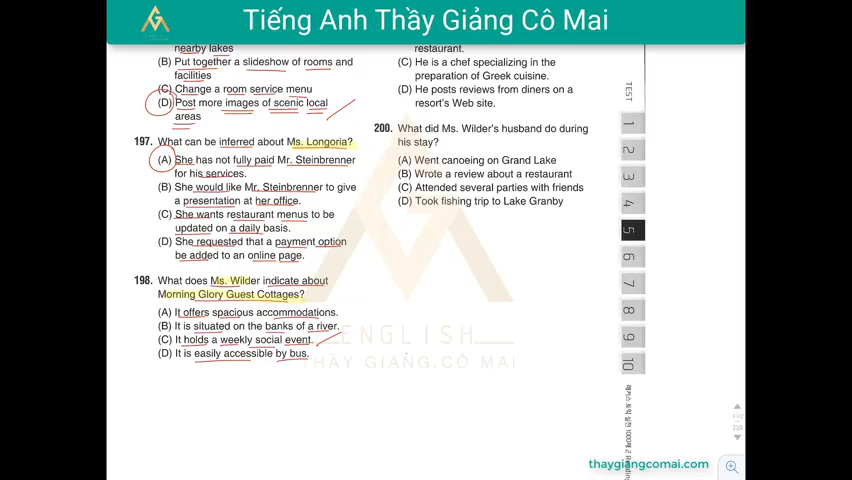 Tiếng Anh Thầy Giảng Cô Mai
nearby lakes
(B) Put together a slideshow of rooms and
facilities
(C) Change a room service menu
(D) Post more images of scenic local
areas
197. What can be inferred about Ms. Longoria?
(A) She has not fully paid Mr. Steinbrenner
for his services.
(B) She would like Mr. Steinbrenner to give
a presentation at her office.
(C) She wants restaurant menus to be
updated on a daily basis.
(D) She requested that a payment option
be added to an online page.
198. What does Ms. Wilder indicate about
Morning Glory Guest Cottages?
(A) It offers spacious accommodations.
(B) It is situated on the banks of a river.
(C) It holds a weekly social event.
(D) It is easily accessible by bus.
restaurant.
(C) He is a chef specializing in the
preparation of Greek cuisine.
(D) He posts reviews from diners on a
resort's Web site.
200. What did Ms. Wilder's husband do during
his stay?
(A) Went canoeing on Grand Lake
(B) Wrote a review about a restaurant
(C) Attended several parties with friends
(D) Took fishing trip to Lake Granby
ENGLISH
THẦY GIẢNG.CÔ MAI
TEST
1
2
3
4
5
6
7
8
9
10
thaygiangcomai.com